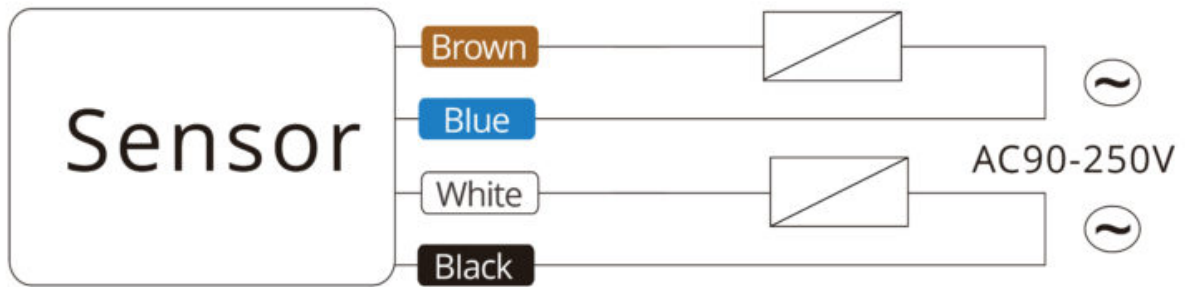 Brown
Sensor
Blue
~
AC90-250V
White
~
Black